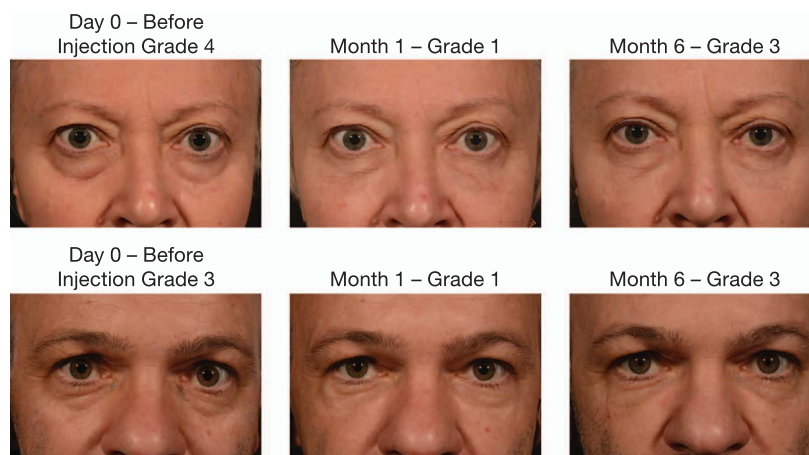 Day 0 – Before
Injection Grade 4
Month 1 – Grade 1
Month 6 – Grade 3
Day 0 – Before
Injection Grade 3
Month 1 – Grade 1
Month 6 – Grade 3